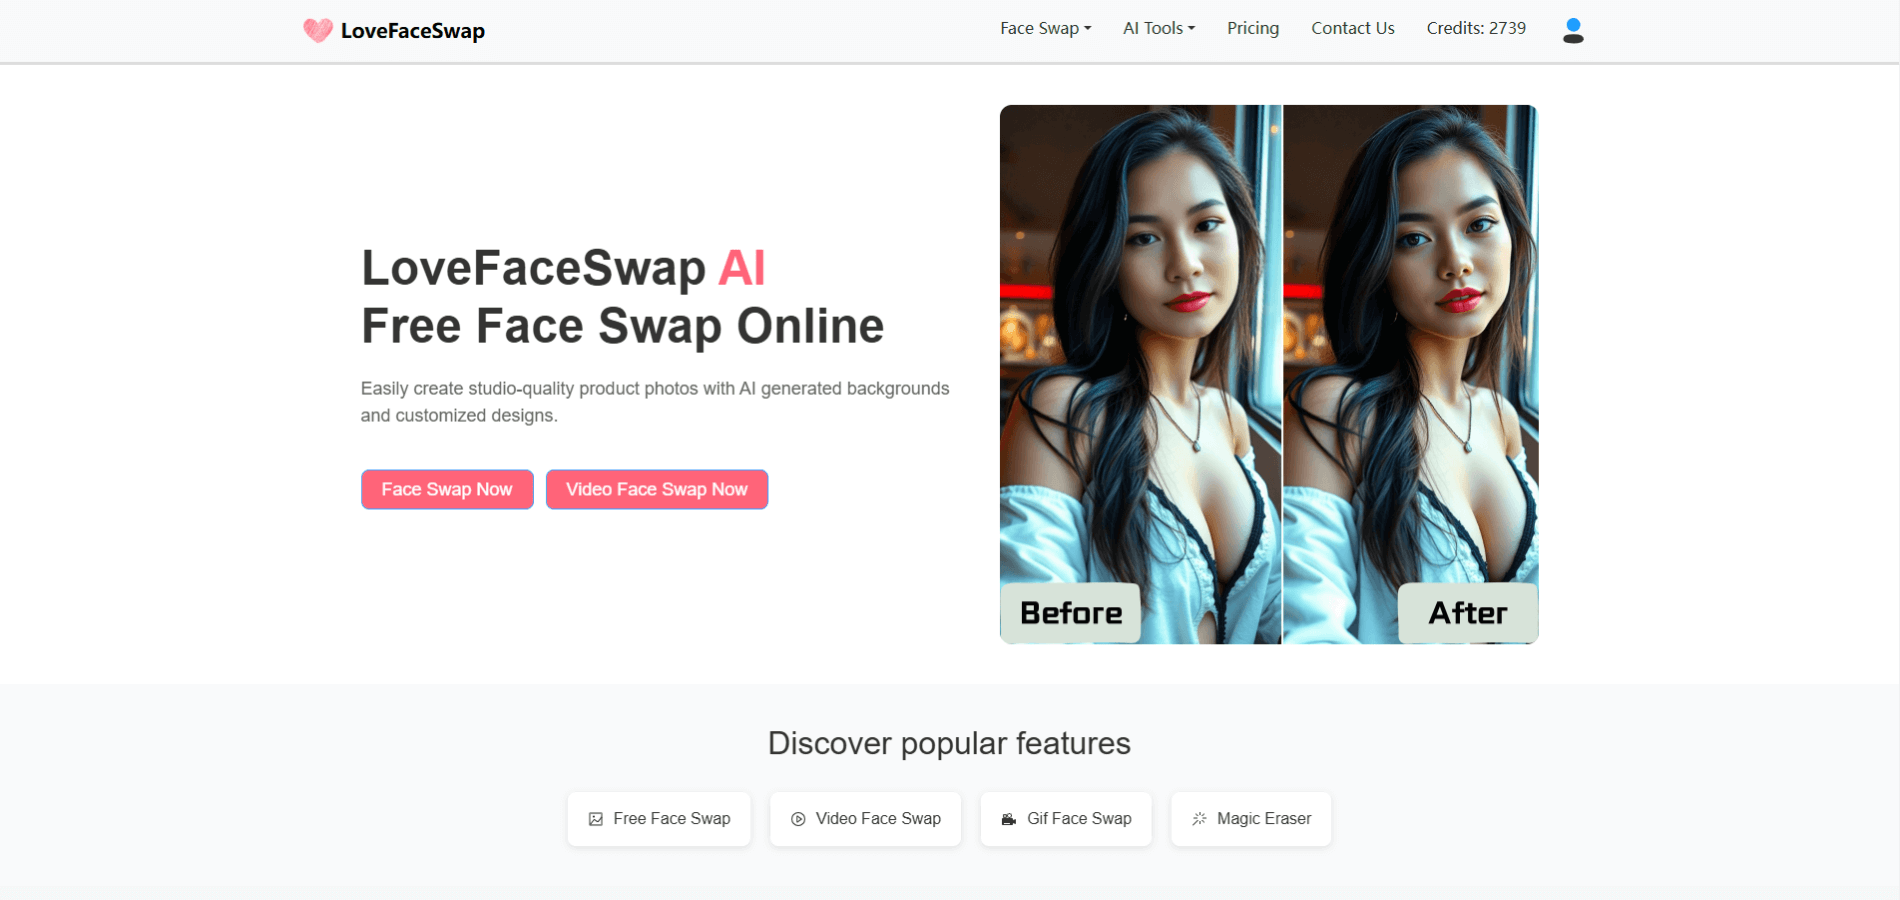 LoveFaceSwap
Face Swap
AI Tools
Pricing
Contact Us
Credits: 2739
LoveFaceSwap AI
Free Face Swap Online
Easily create studio-quality product photos with AI generated backgrounds
and customized designs.
Face Swap Now
Video Face Swap Now
Before
After
Discover popular features
Free Face Swap
Video Face Swap
Gif Face Swap
Magic Eraser